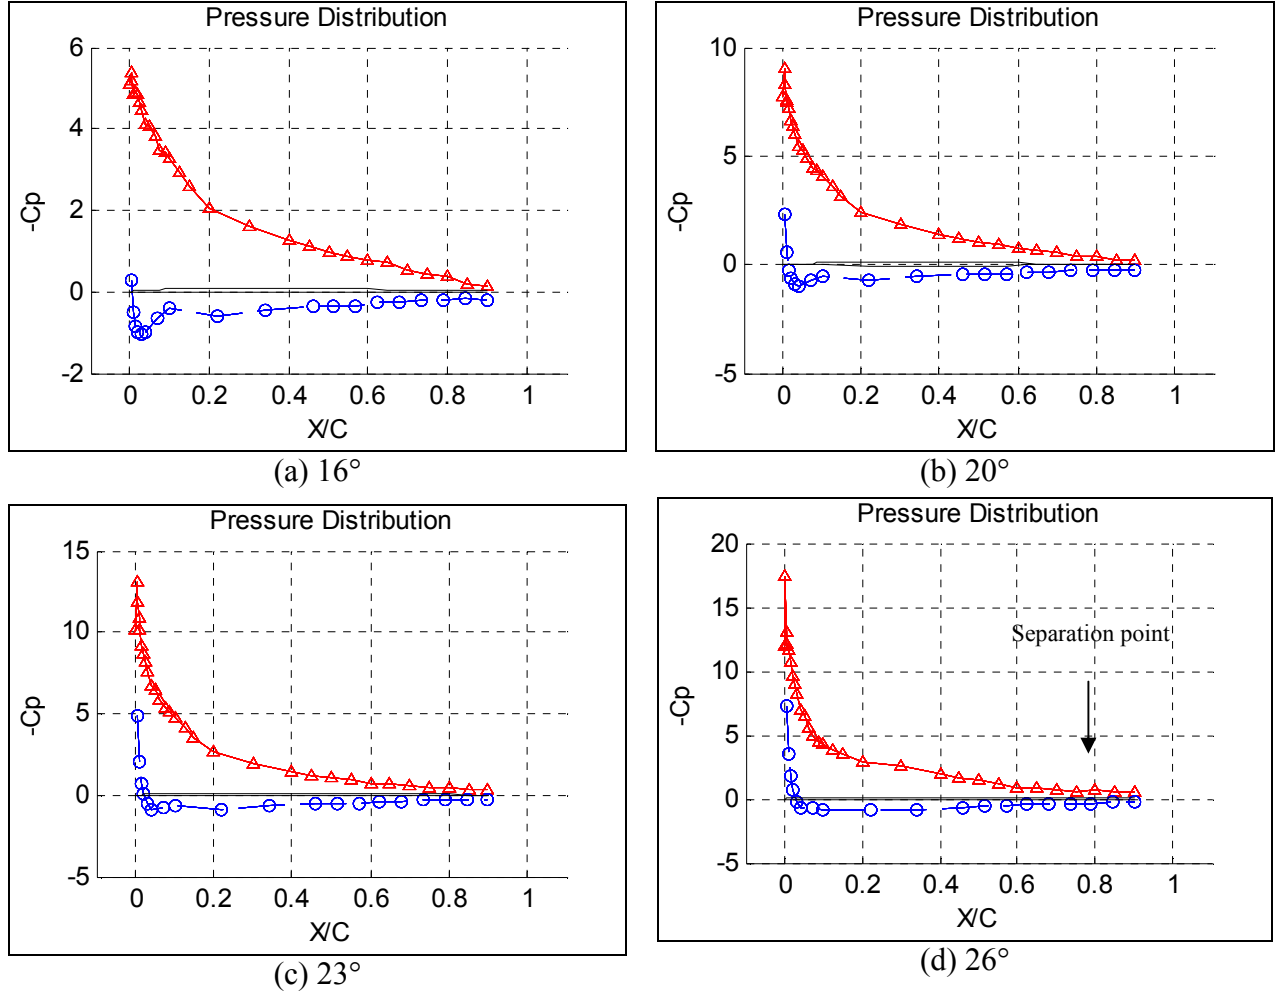 Pressure Distribution
6
4
2
0
-2
-Cp
0 0.2 0.4 0.6 0.8 1
X/C
(a) 16°
Pressure Distribution
10
5
0
-5
-Cp
0 0.2 0.4 0.6 0.8 1
X/C
(b) 20°
Pressure Distribution
15
10
5
0
-5
-Cp
0 0.2 0.4 0.6 0.8 1
X/C
(c) 23°
Pressure Distribution
20
15
10
5
0
-5
-Cp
Separation point
0 0.2 0.4 0.6 0.8 1
X/C
(d) 26°